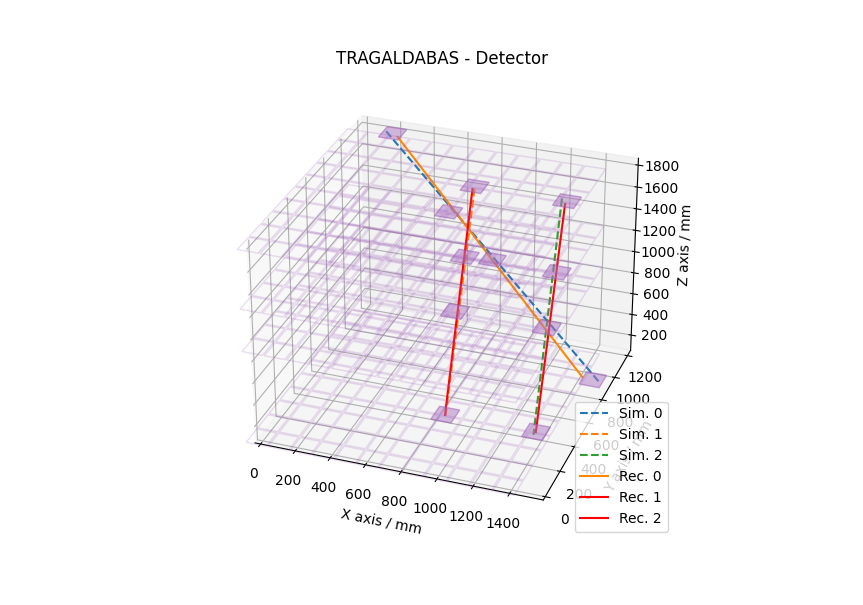 TRAGALDABAS - Detector
1800
1600
1400
1200
1000
800
600
400
200
Z axis / mm
1200
1000
800
600
400
200
0
Y axis / mm
0
200
400
600
800
1000
1200
1400
X axis / mm
Sim. 0
Sim. 1
Sim. 2
Rec. 0
Rec. 1
Rec. 2